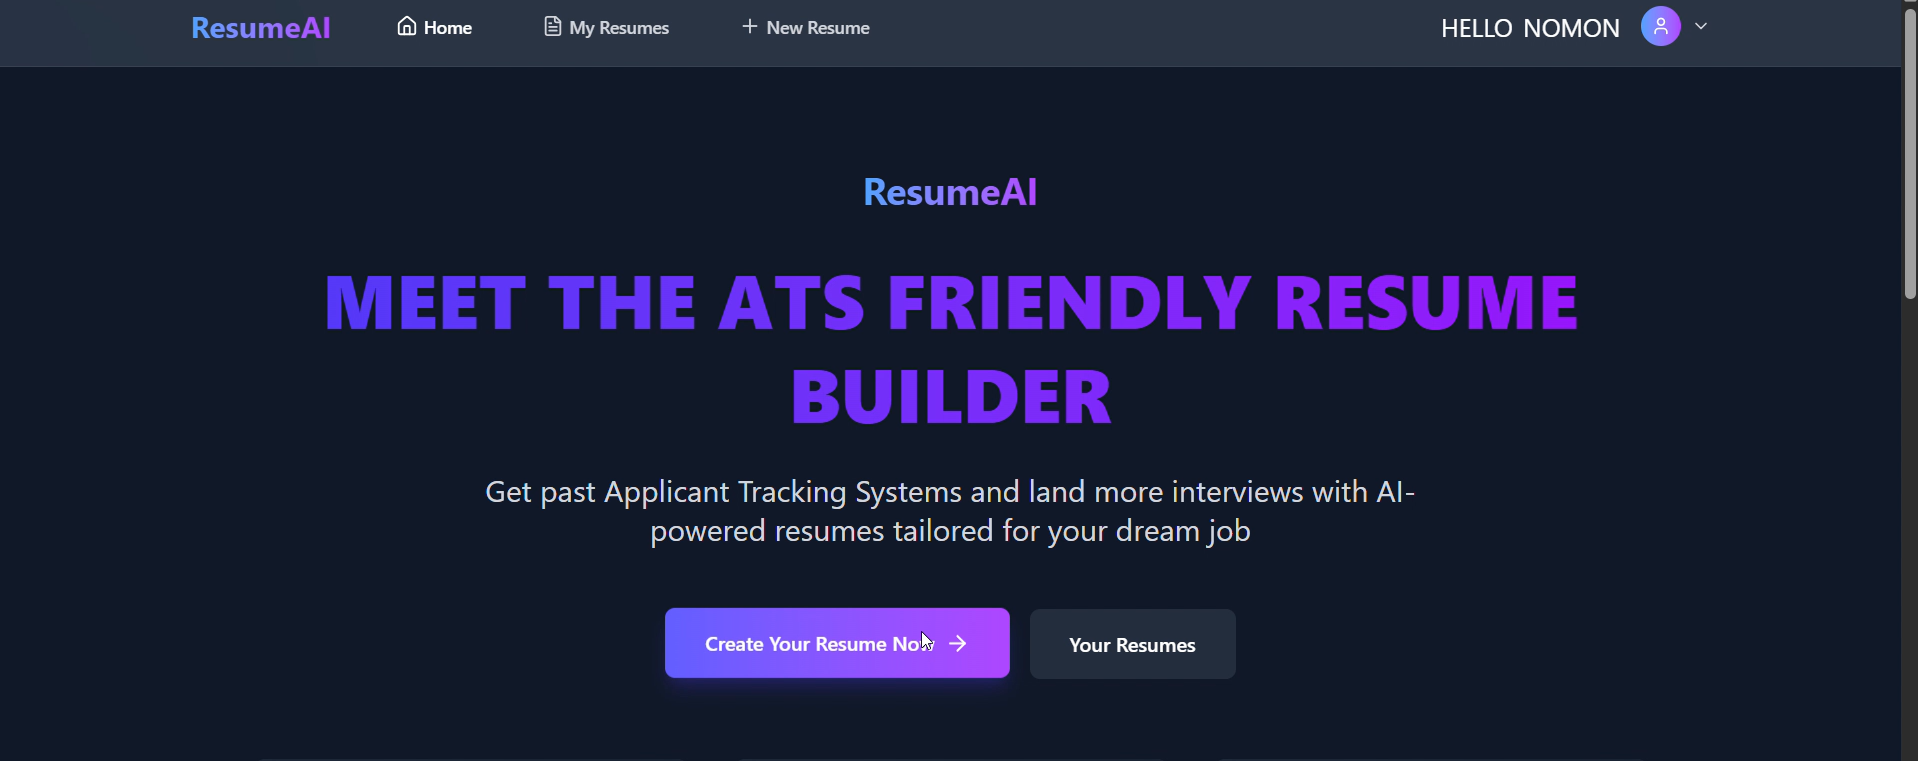 ResumeAI Home My Resumes New Resume HELLO NOMON
ResumeAI
MEET THE ATS FRIENDLY RESUME
BUILDER
Get past Applicant Tracking Systems and land more interviews with AI-
powered resumes tailored for your dream job
Create Your Resume Now Your Resumes